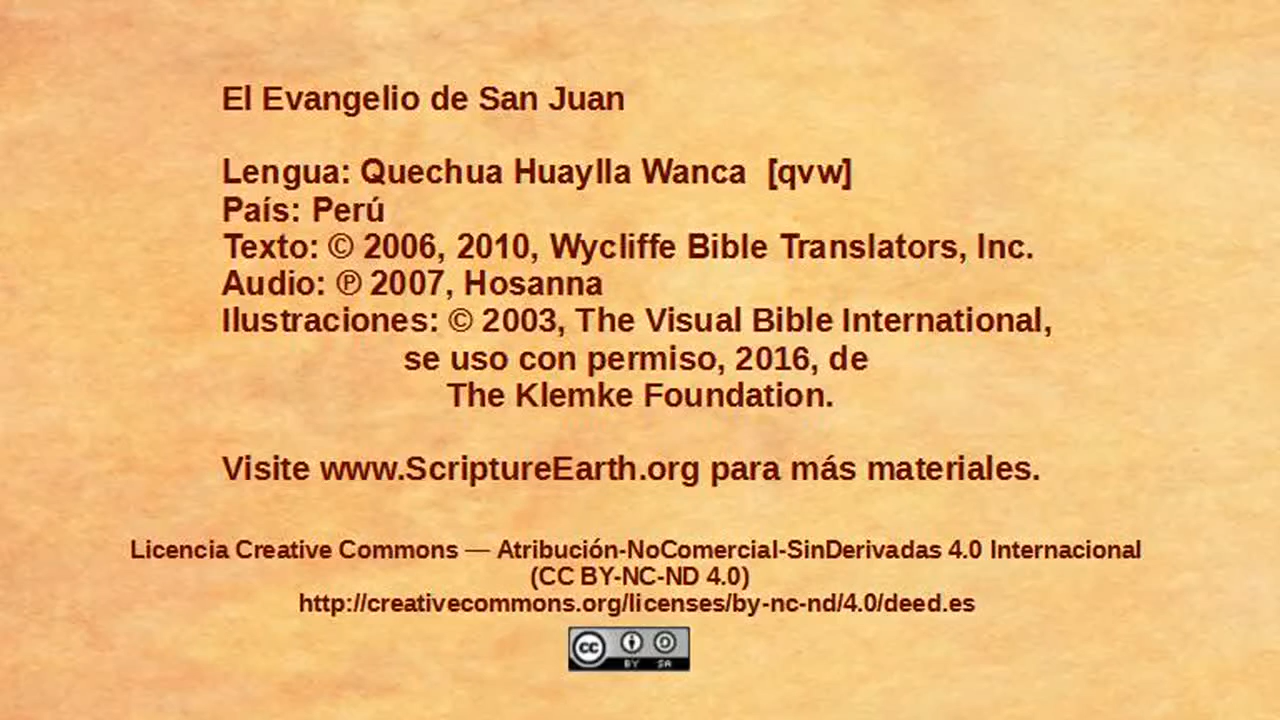 El Evangelio de San Juan
Lengua: Quechua Huaylla Wanca [qvw]
País: Perú
Texto: © 2006, 2010, Wycliffe Bible Translators, Inc.
Audio: ℗ 2007, Hosanna
Ilustraciones: © 2003, The Visual Bible International,
se uso con permiso, 2016, de
The Klemke Foundation.
Visite www.ScriptureEarth.org para más materiales.
Licencia Creative Commons — Atribución-NoComercial-SinDerivadas 4.0 Internacional
(CC BY-NC-ND 4.0)
http://creativecommons.org/licenses/by-nc-nd/4.0/deed.es
cc BY SA